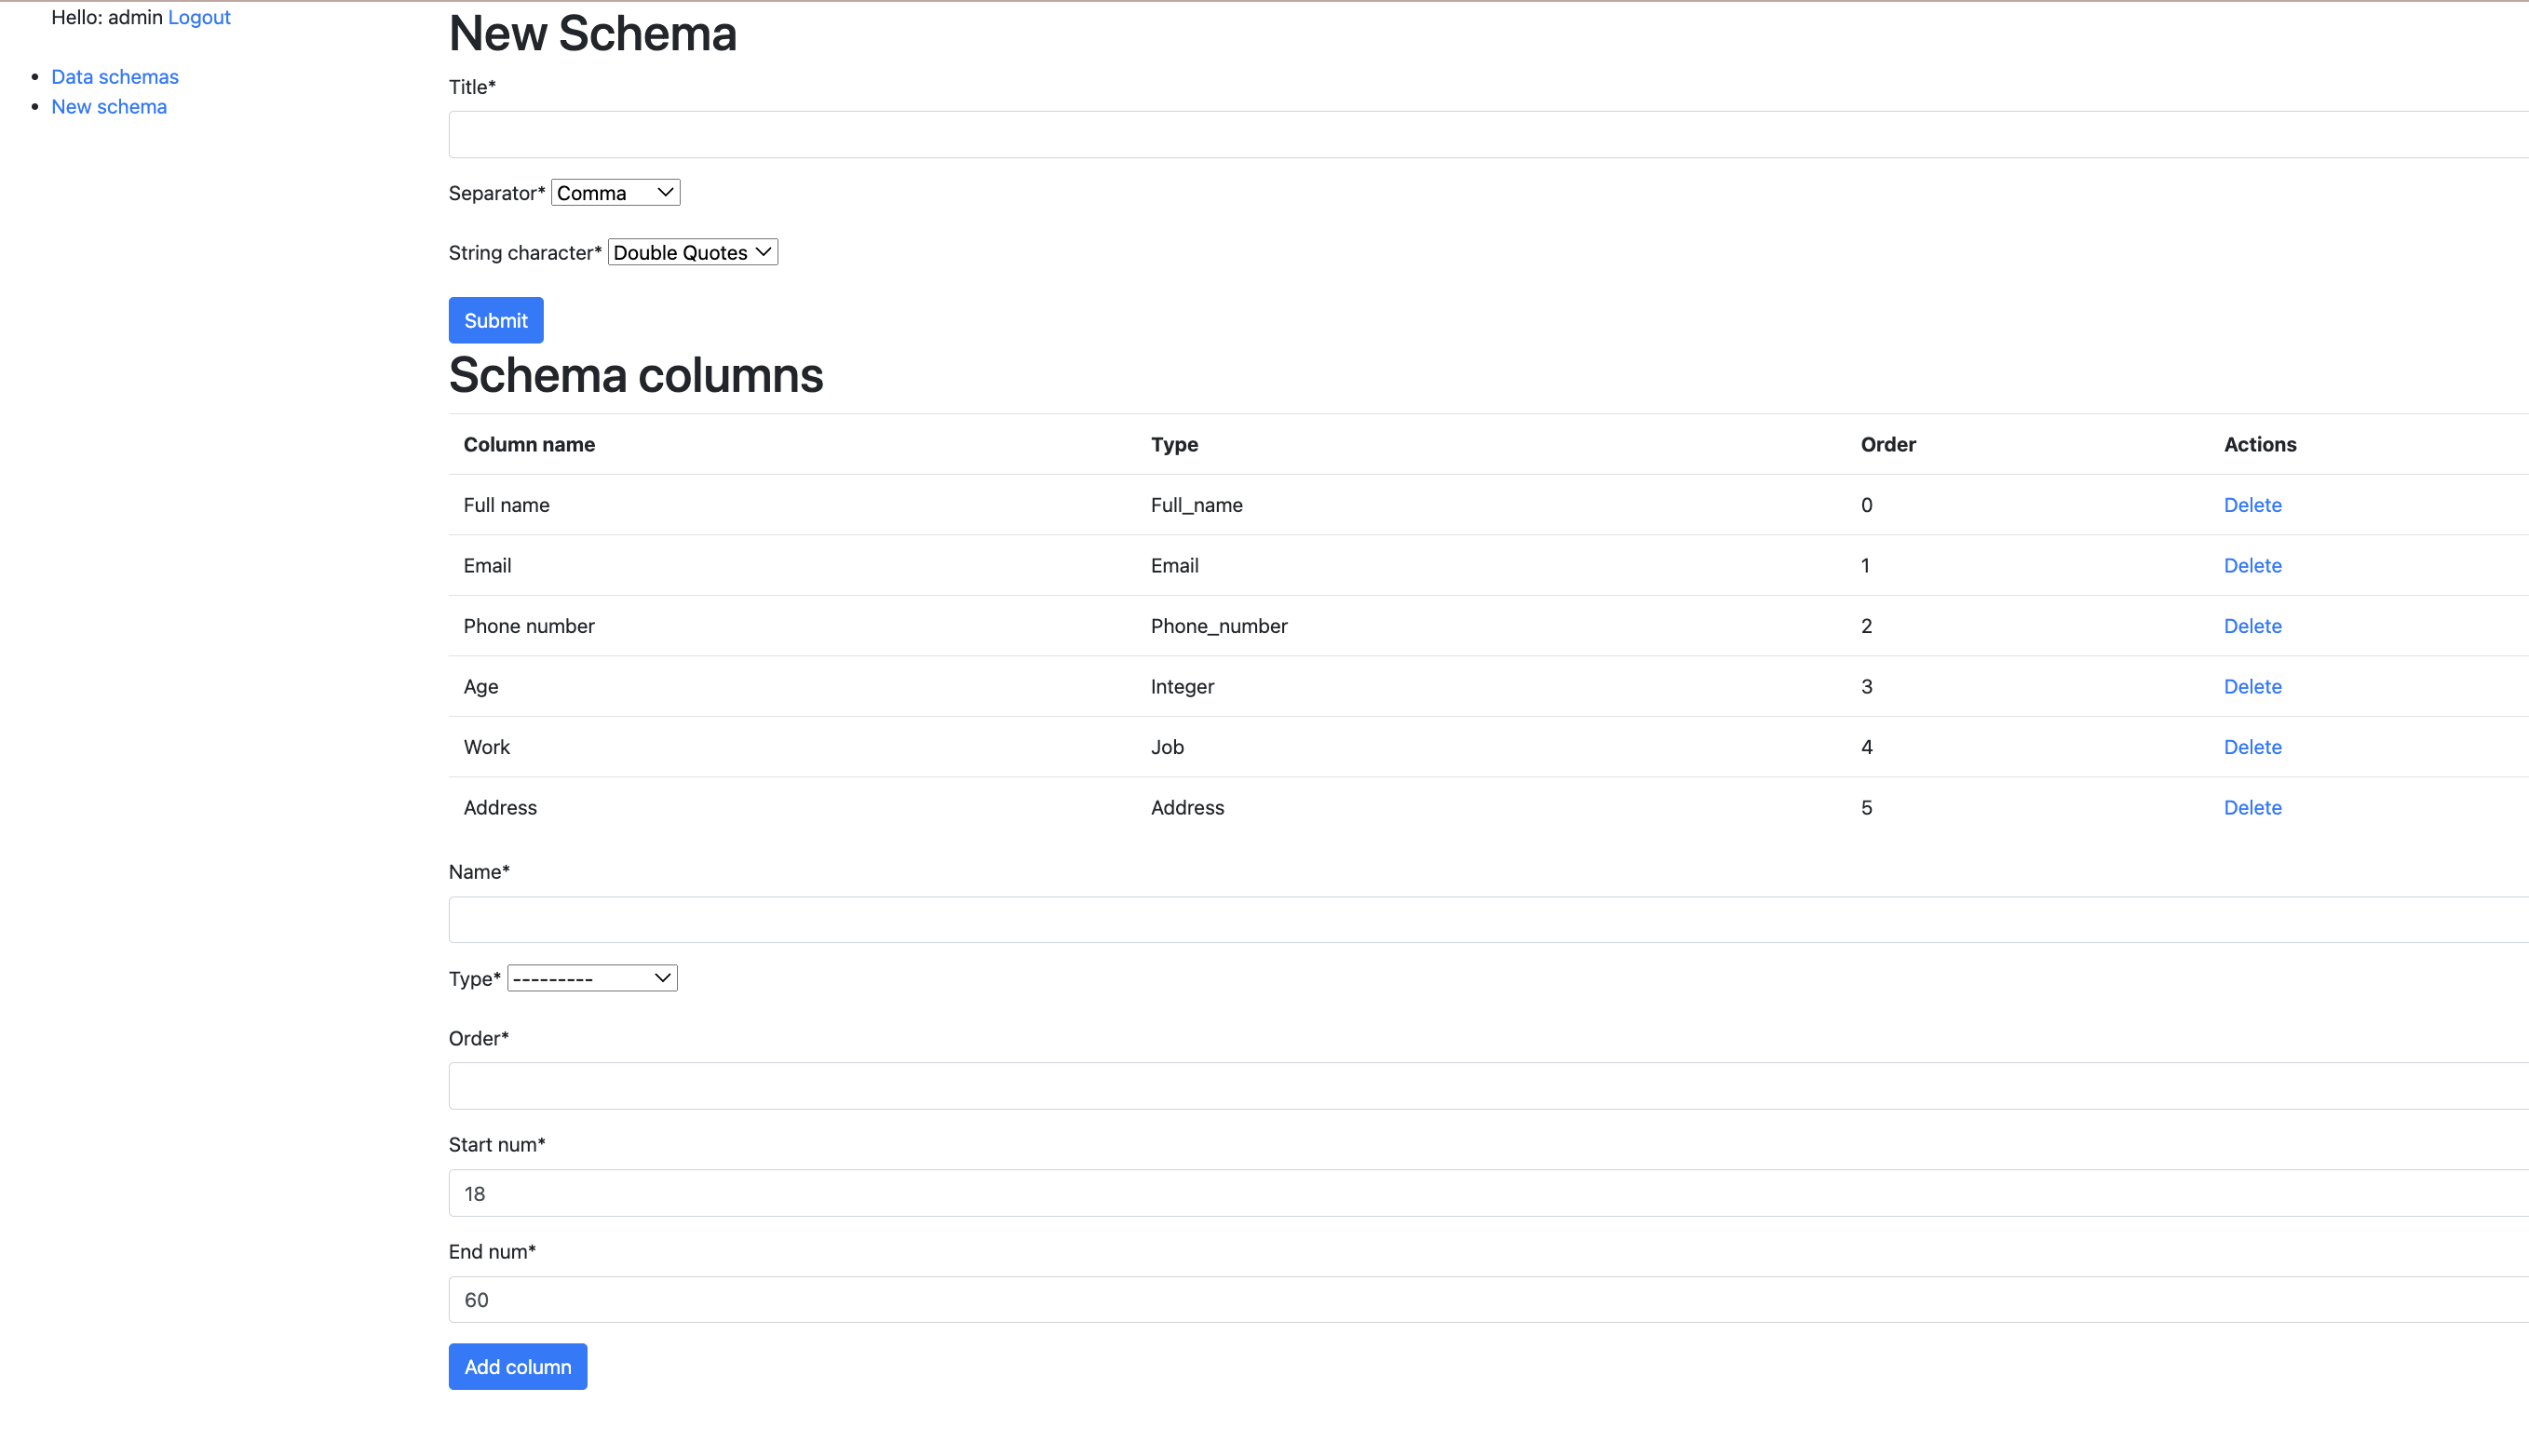 Hello: admin Logout
Data schemas
New schema
New Schema
Title*
Separator* Comma
String character* Double Quotes
Submit
Schema columns
Column name Type Order Actions
Full name Full_name 0 Delete
Email Email 1 Delete
Phone number Phone_number 2 Delete
Age Integer 3 Delete
Work Job 4 Delete
Address Address 5 Delete
Name*
Type* ---------
Order*
Start num*
18
End num*
60
Add column